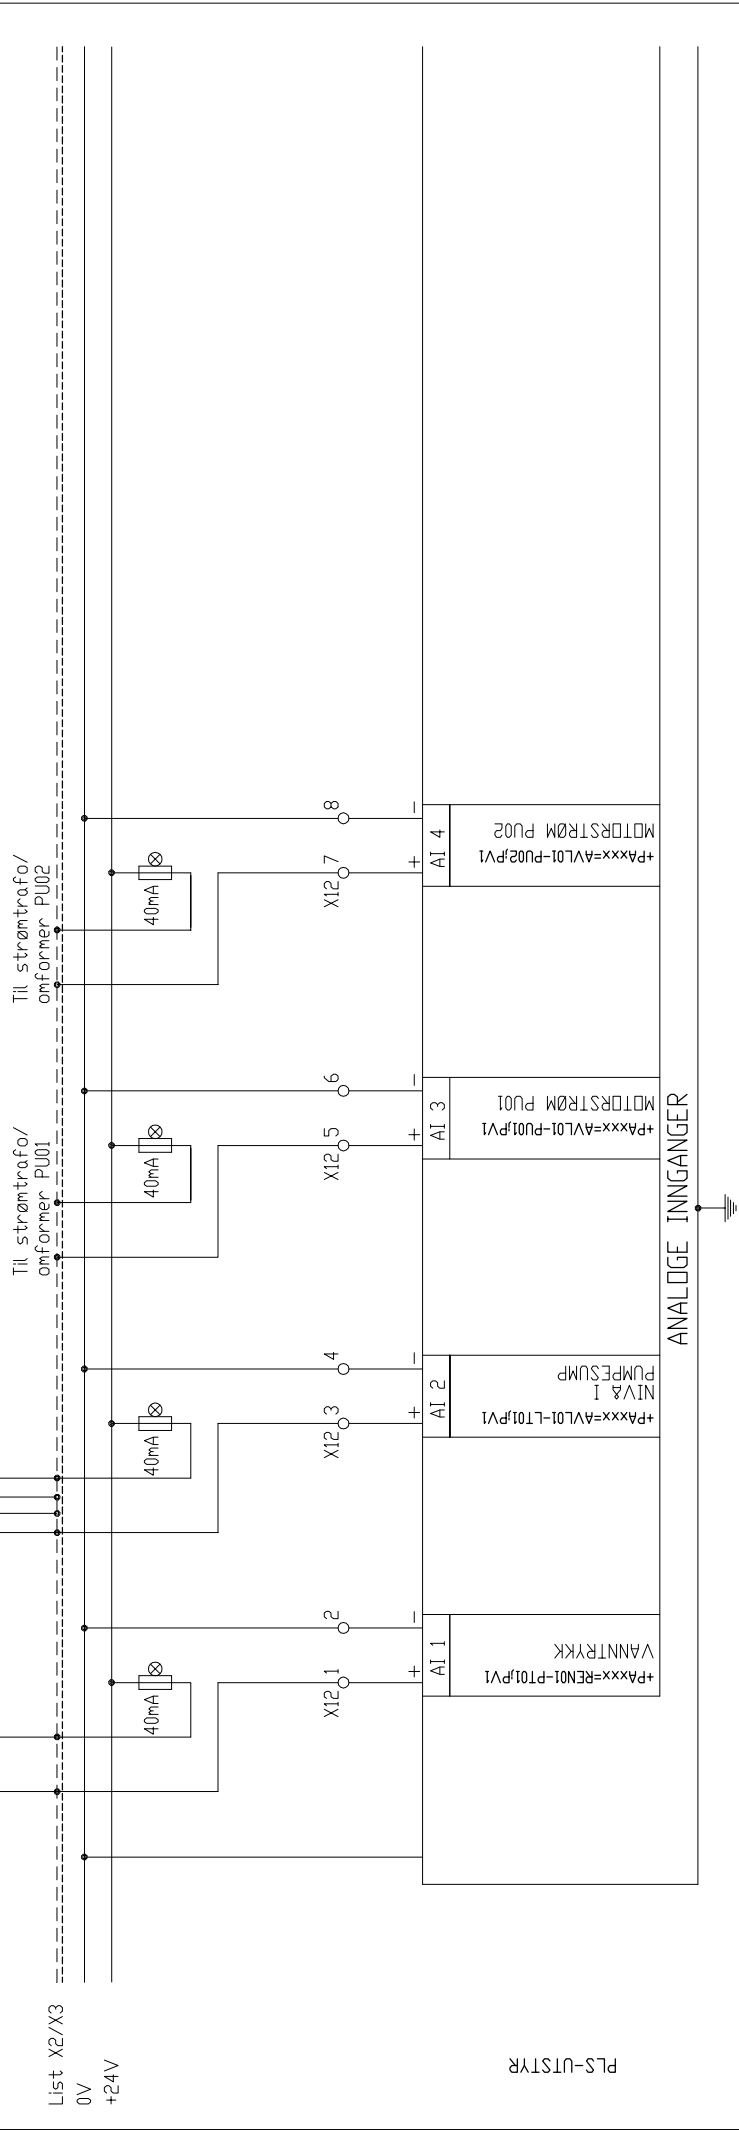 List X2/X3
0V
+24V
Til strømtrafo/
omformer PU01
Til strømtrafo/
omformer PU02
40mA
40mA
40mA
40mA
X12 1
2
X12 3
4
X12 5
6
X12 7
8
+
-
+
-
+
-
+
-
AI 1
VANNTRYKK
+PAxxx=REN01-PT01;PV1
AI 2
NIVÅ I
PUMPESUMP
+PAxxx=AVL01-LT01;PV1
AI 3
MOTORSTRØM PU01
+PAxxx=AVL01-PU01;PV1
AI 4
MOTORSTRØM PU02
+PAxxx=AVL01-PU02;PV1
ANALOGE INNGANGER
PLS-UTSTYR